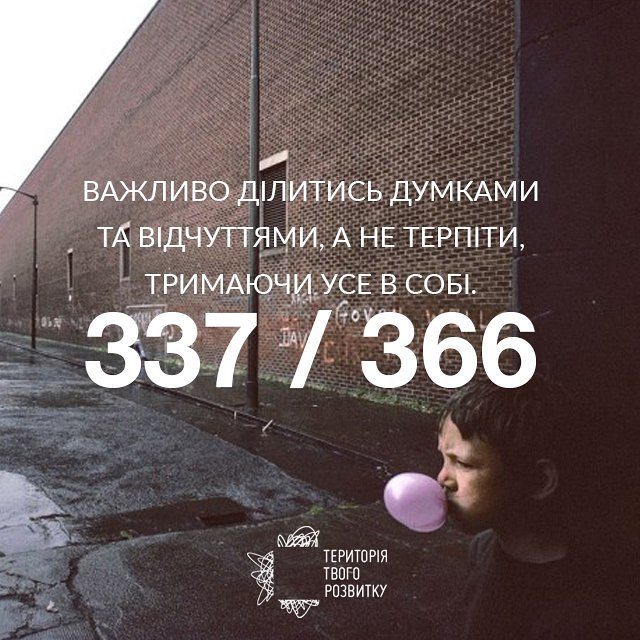 ВАЖЛИВО ДІЛИТИСЬ ДУМКАМИ
ТА ВІДЧУТТЯМИ, А НЕ ТЕРПІТИ,
ТРИМАЮЧИ УСЕ В СОБІ.
337 / 366
ТЕРИТОРІЯ
ТВОГО
РОЗВИТКУ